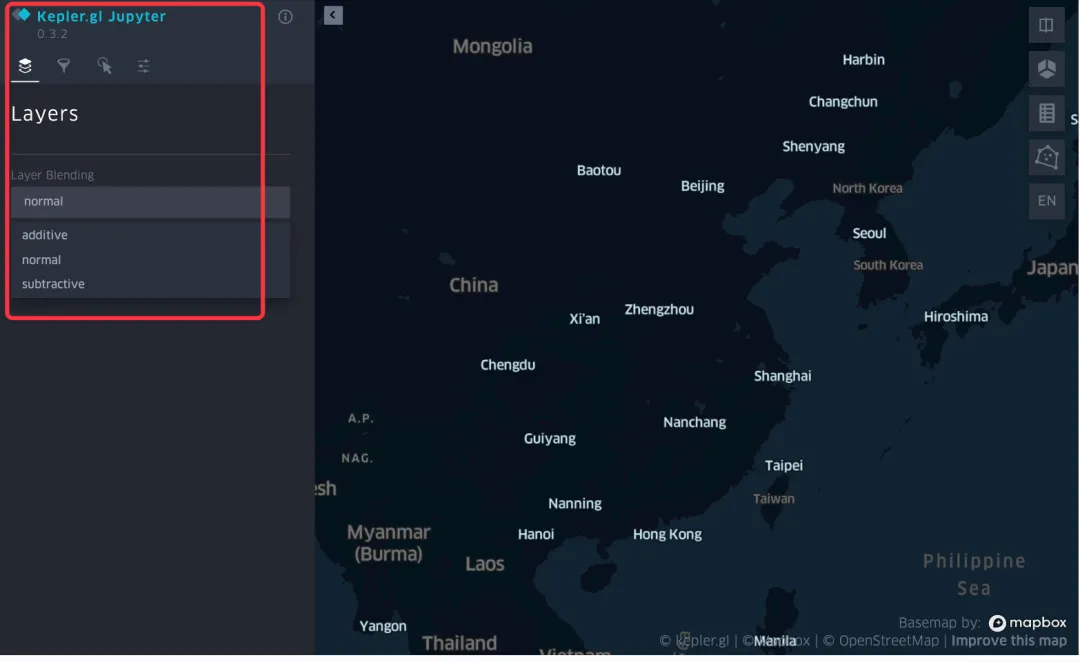 Kepler.gl Jupyter
0.3.2
Layers
Layer Blending
normal
additive
normal
subtractive
Mongolia
Harbin
Changchun
Shenyang
Baotou
Beijing
North Korea
EN
Seoul
South Korea
Japan
China
Zhengzhou
Xi'an
Hiroshima
Chengdu
Shanghai
A.P.
Nanchang
Guiyang
NAG.
Taipei
esh
Taiwan
Nanning
Myanmar
(Burma)
Hanoi
Hong Kong
Laos
Philippine
Sea
Yangon
Basemap by: mapbox
Thailand
Manila
© kepler.gl | © Mapbox | © OpenStreetMap | Improve this map
Vietnam
S